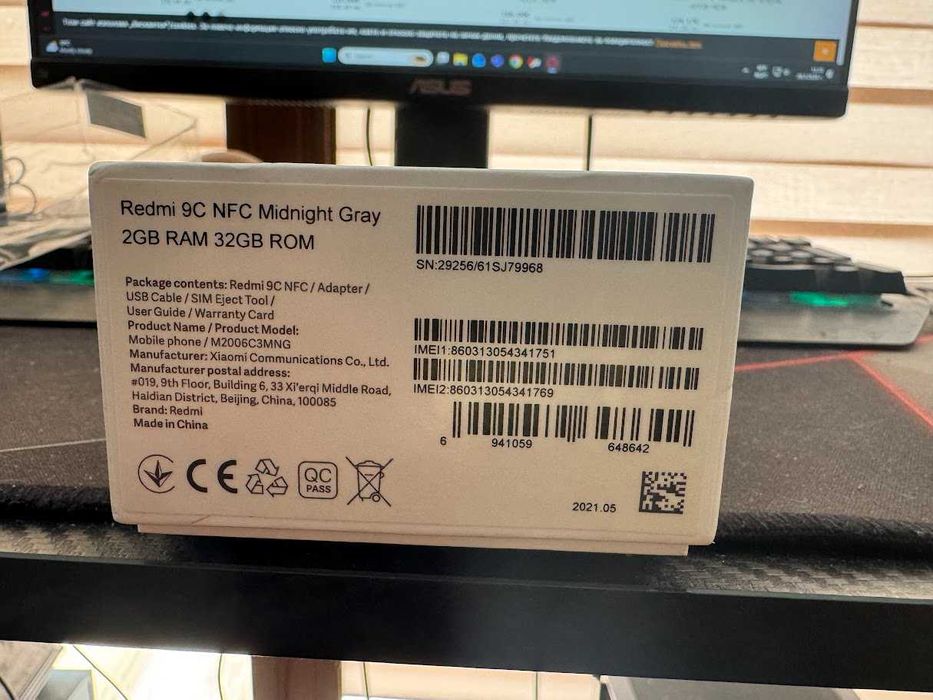 ASUS
Redmi 9C NFC Midnight Gray
2GB RAM 32GB ROM
Package contents: Redmi 9C NFC / Adapter /
USB Cable / SIM Eject Tool /
User Guide / Warranty Card
Product Name / Product Model:
Mobile phone / M2006C3MNG
Manufacturer: Xiaomi Communications Co., Ltd.
Manufacturer postal address:
#019, 9th Floor, Building 6, 33 Xi'erqi Middle Road,
Haidian District, Beijing, China, 100085
Brand: Redmi
Made in China
CE
QC
PASS
SN:29256/61SJ79968
IMEI1:860313054341751
IMEI2:860313054341769
6 941059 648642
2021.05